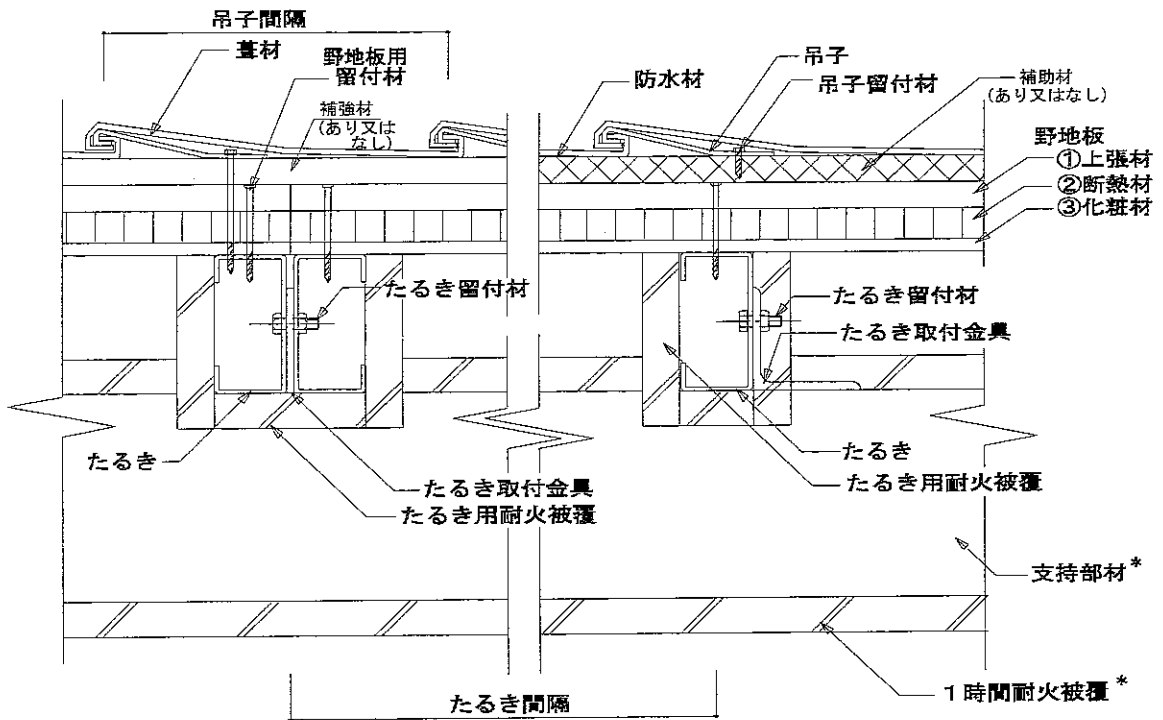 吊子間隔
葺材
野地板用
留付材
補強材
(あり又は
なし)
防水材
吊子
吊子留付材
補助材
(あり又はなし)
野地板
①上張材
②断熱材
③化粧材
たるき留付材
たるき留付材
たるき取付金具
たるき
たるき
たるき取付金具
たるき用耐火被覆
たるき用耐火被覆
支持部材*
1時間耐火被覆*
たるき間隔